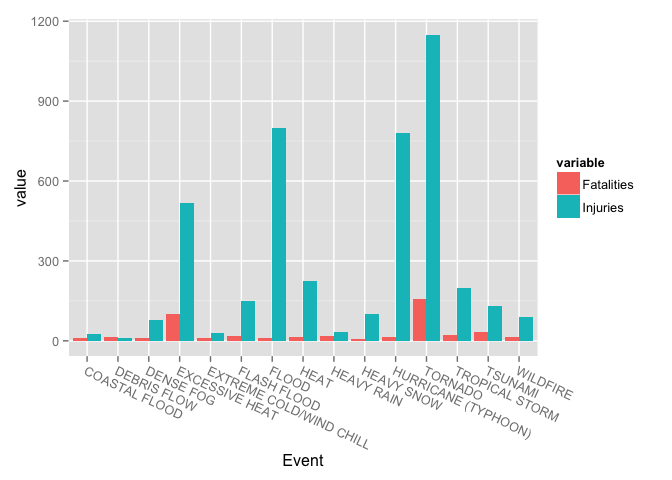 1200
900
600
300
0
value
COASTAL FLOOD
DEBRIS FLOW
DENSE FOG
EXCESSIVE HEAT
EXTREME COLD/WIND CHILL
FLASH FLOOD
FLOOD
HEAT
HEAVY RAIN
HEAVY SNOW
HURRICANE (TYPHOON)
TORNADO
TROPICAL STORM
TSUNAMI
WILDFIRE
Event
variable
Fatalities
Injuries